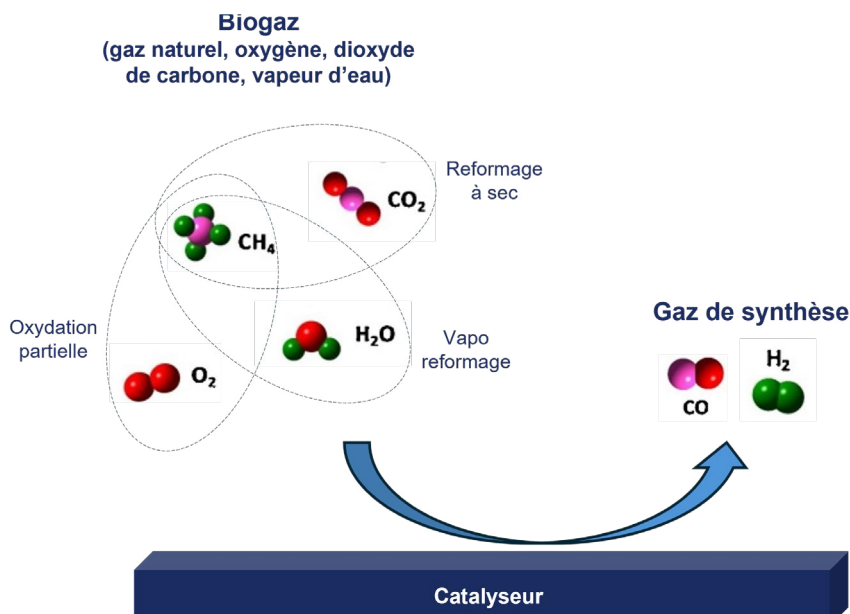 Biogaz
(gaz naturel, oxygène, dioxyde
de carbone, vapeur d'eau)
Reformage
à sec
CO₂
CH₄
Gaz de synthèse
Oxydation
partielle
H₂O
Vapo
reformage
O₂
H₂
CO
Catalyseur